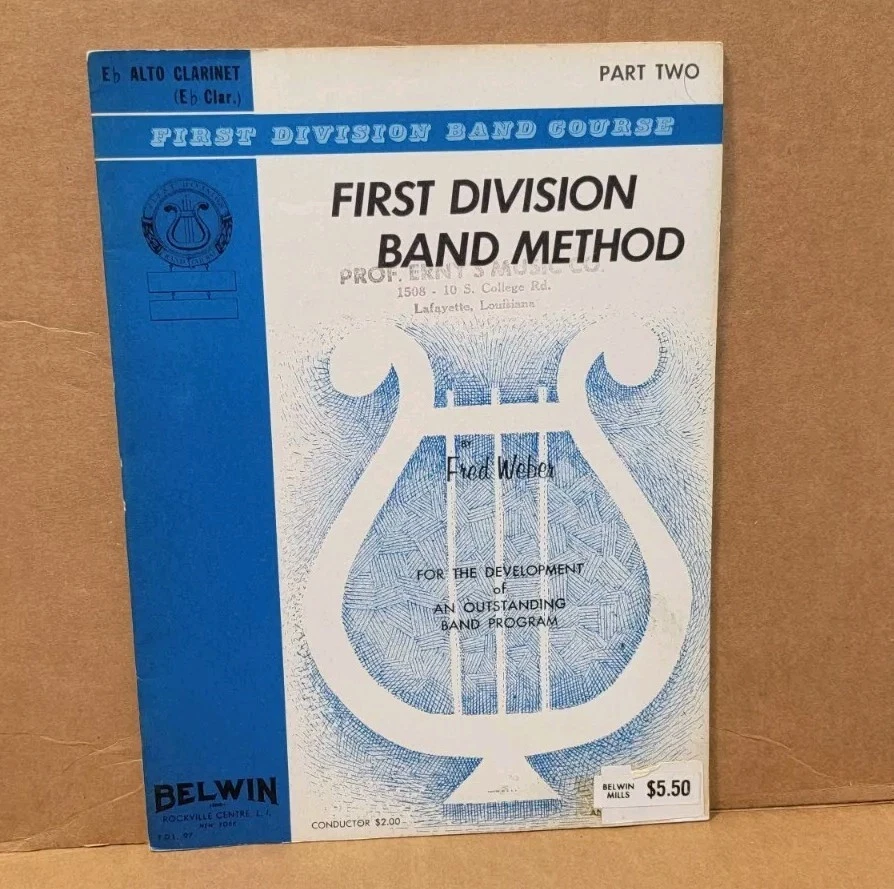 E♭ ALTO CLARINET
(E♭ Clar.)
PART TWO
FIRST DIVISION BAND COURSE
FIRST DIVISION
BAND METHOD
PROF. ERNY'S MUSIC CO.
1508 - 10 S. College Rd.
Lafayette, Louisiana
BY
Fred Weber
FOR THE DEVELOPMENT
of
AN OUTSTANDING
BAND PROGRAM
BELWIN
ROCKVILLE CENTRE, L. I.
NEW YORK
CONDUCTOR $2.00
BELWIN
MILLS
$5.50